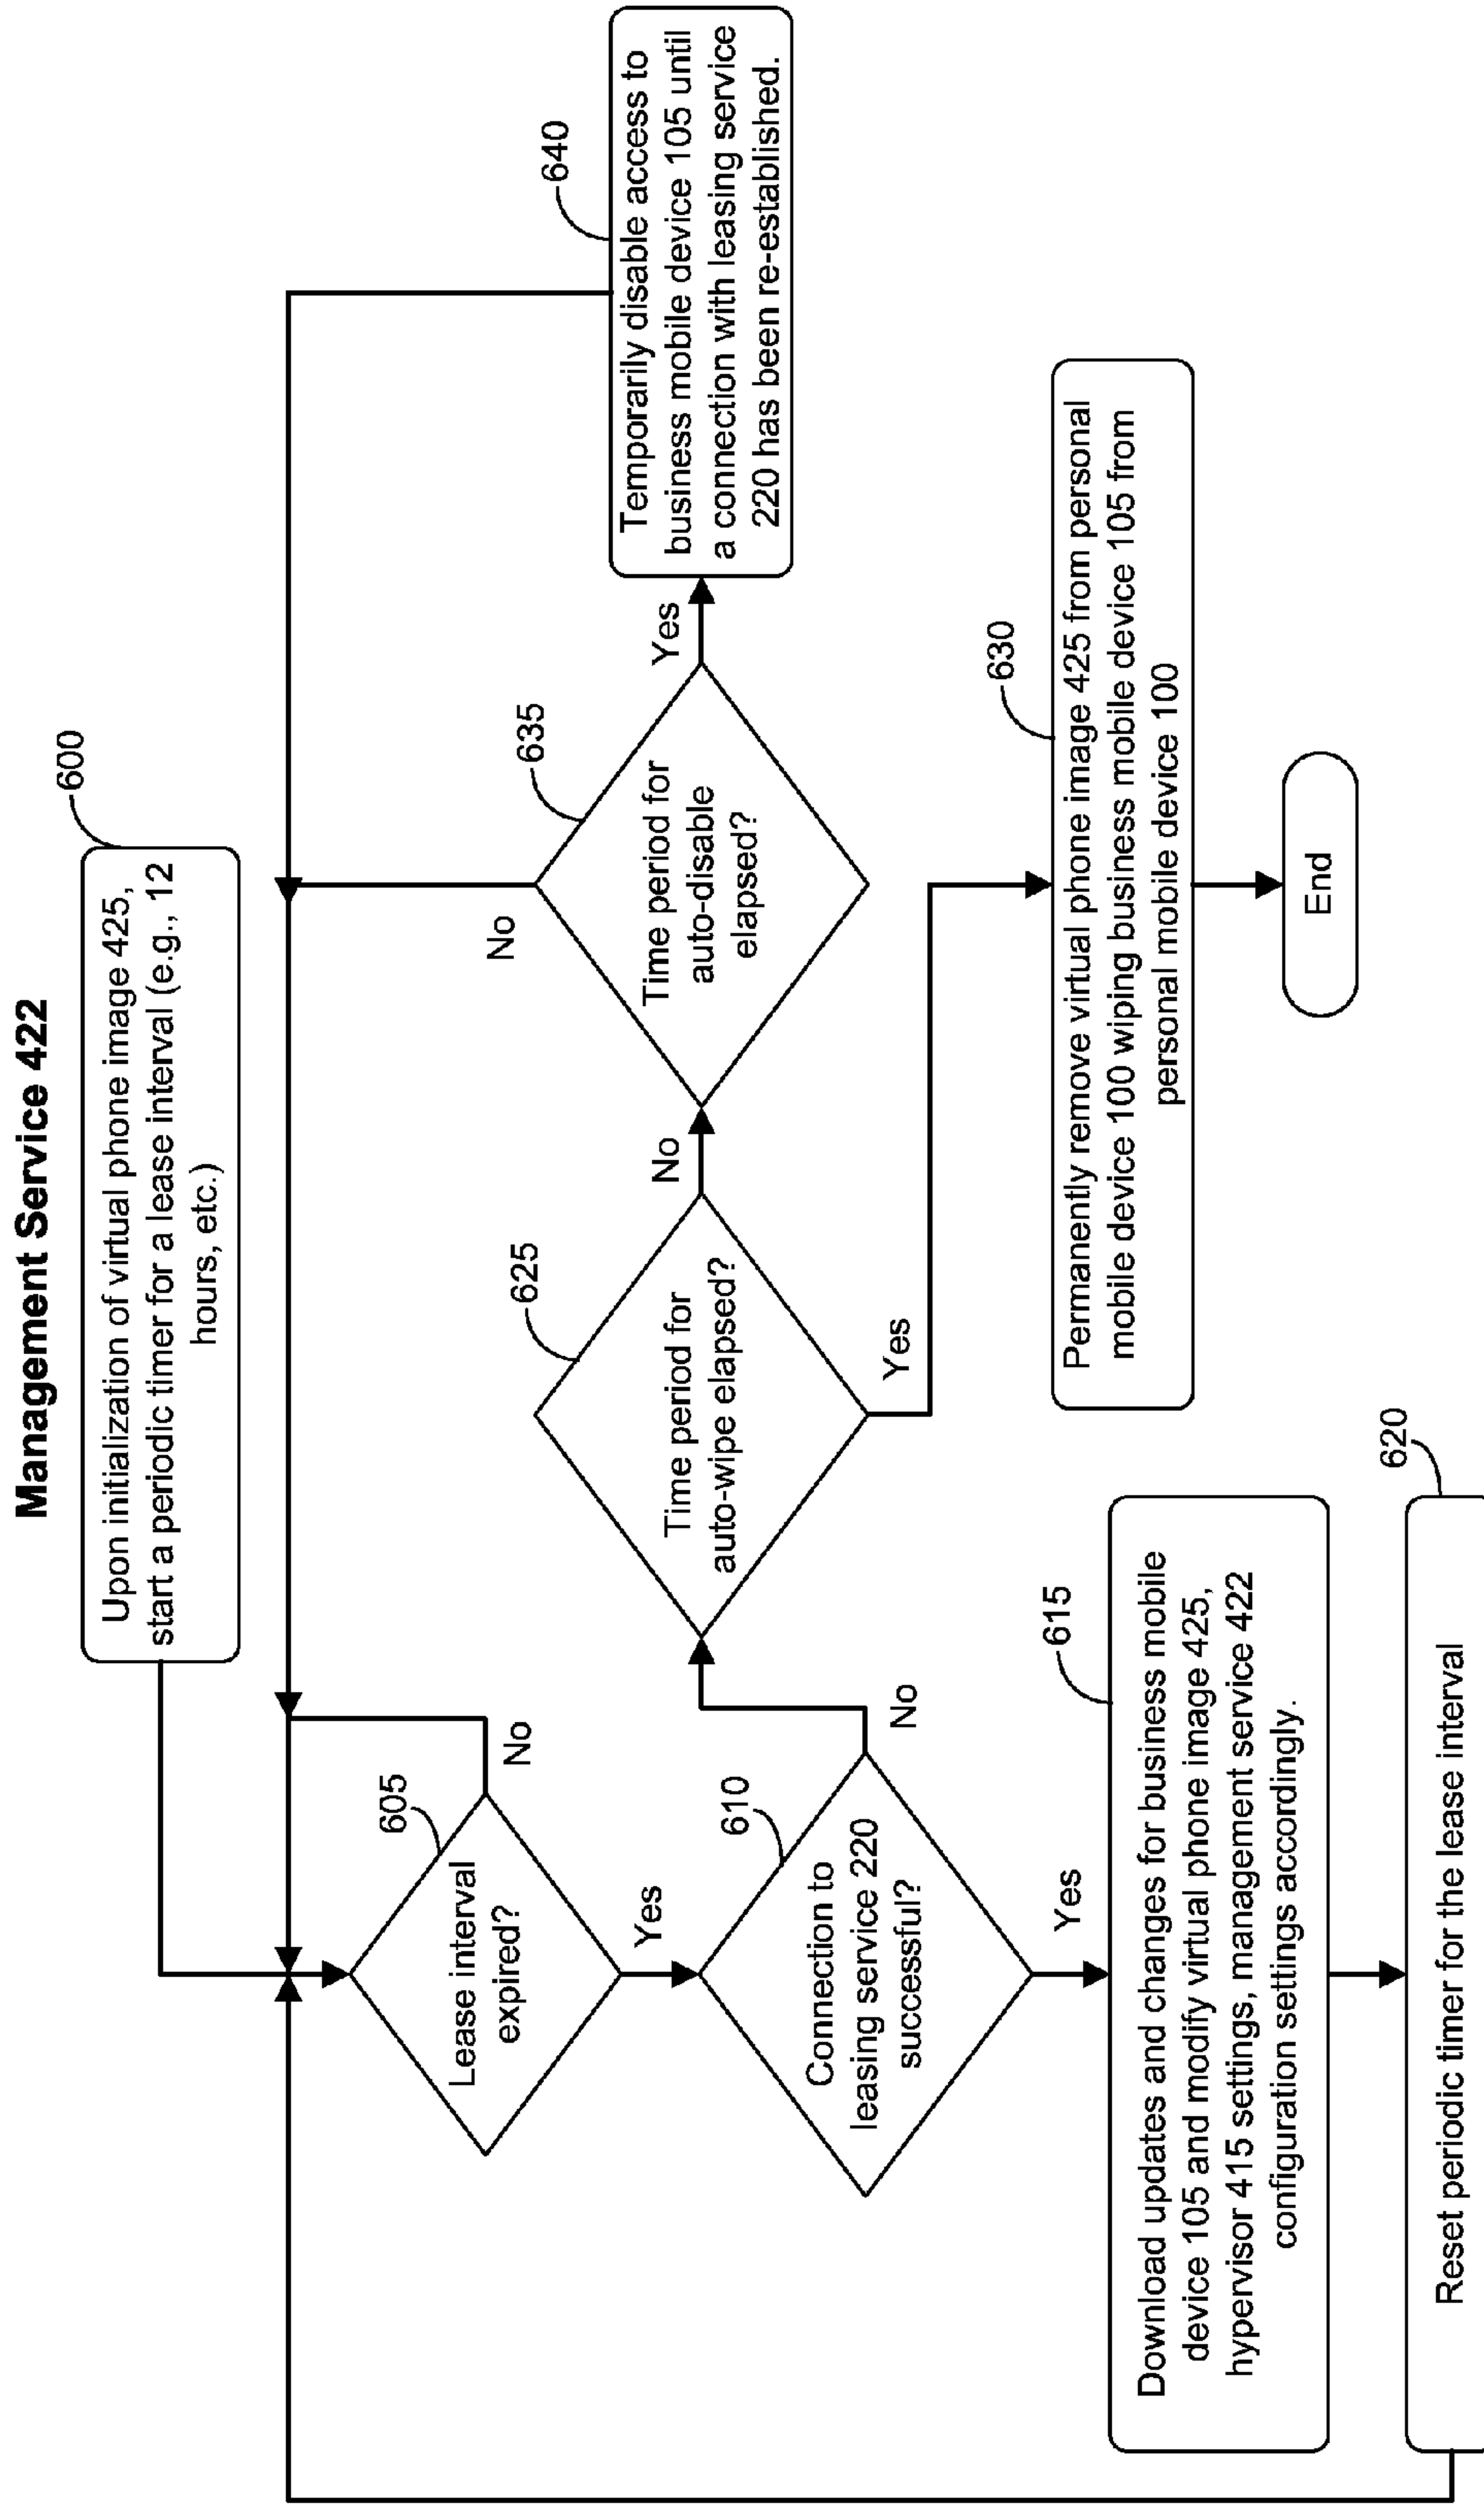 Management Service 422
600
Upon initialization of virtual phone image 425,
start a periodic timer for a lease interval (e.g., 12
hours, etc.)
605
Lease interval
expired?
No
Yes
610
Connection to
leasing service 220
successful?
No
Yes
615
Download updates and changes for business mobile
device 105 and modify virtual phone image 425,
hypervisor 415 settings, management service 422
configuration settings accordingly.
620
Reset periodic timer for the lease interval
625
Time period for
auto-wipe elapsed?
No
Yes
630
Permanently remove virtual phone image 425 from personal
mobile device 100 wiping business mobile device 105 from
personal mobile device 100
End
635
Time period for
auto-disable
elapsed?
No
Yes
640
Temporarily disable access to
business mobile device 105 until
a connection with leasing service
220 has been re-established.